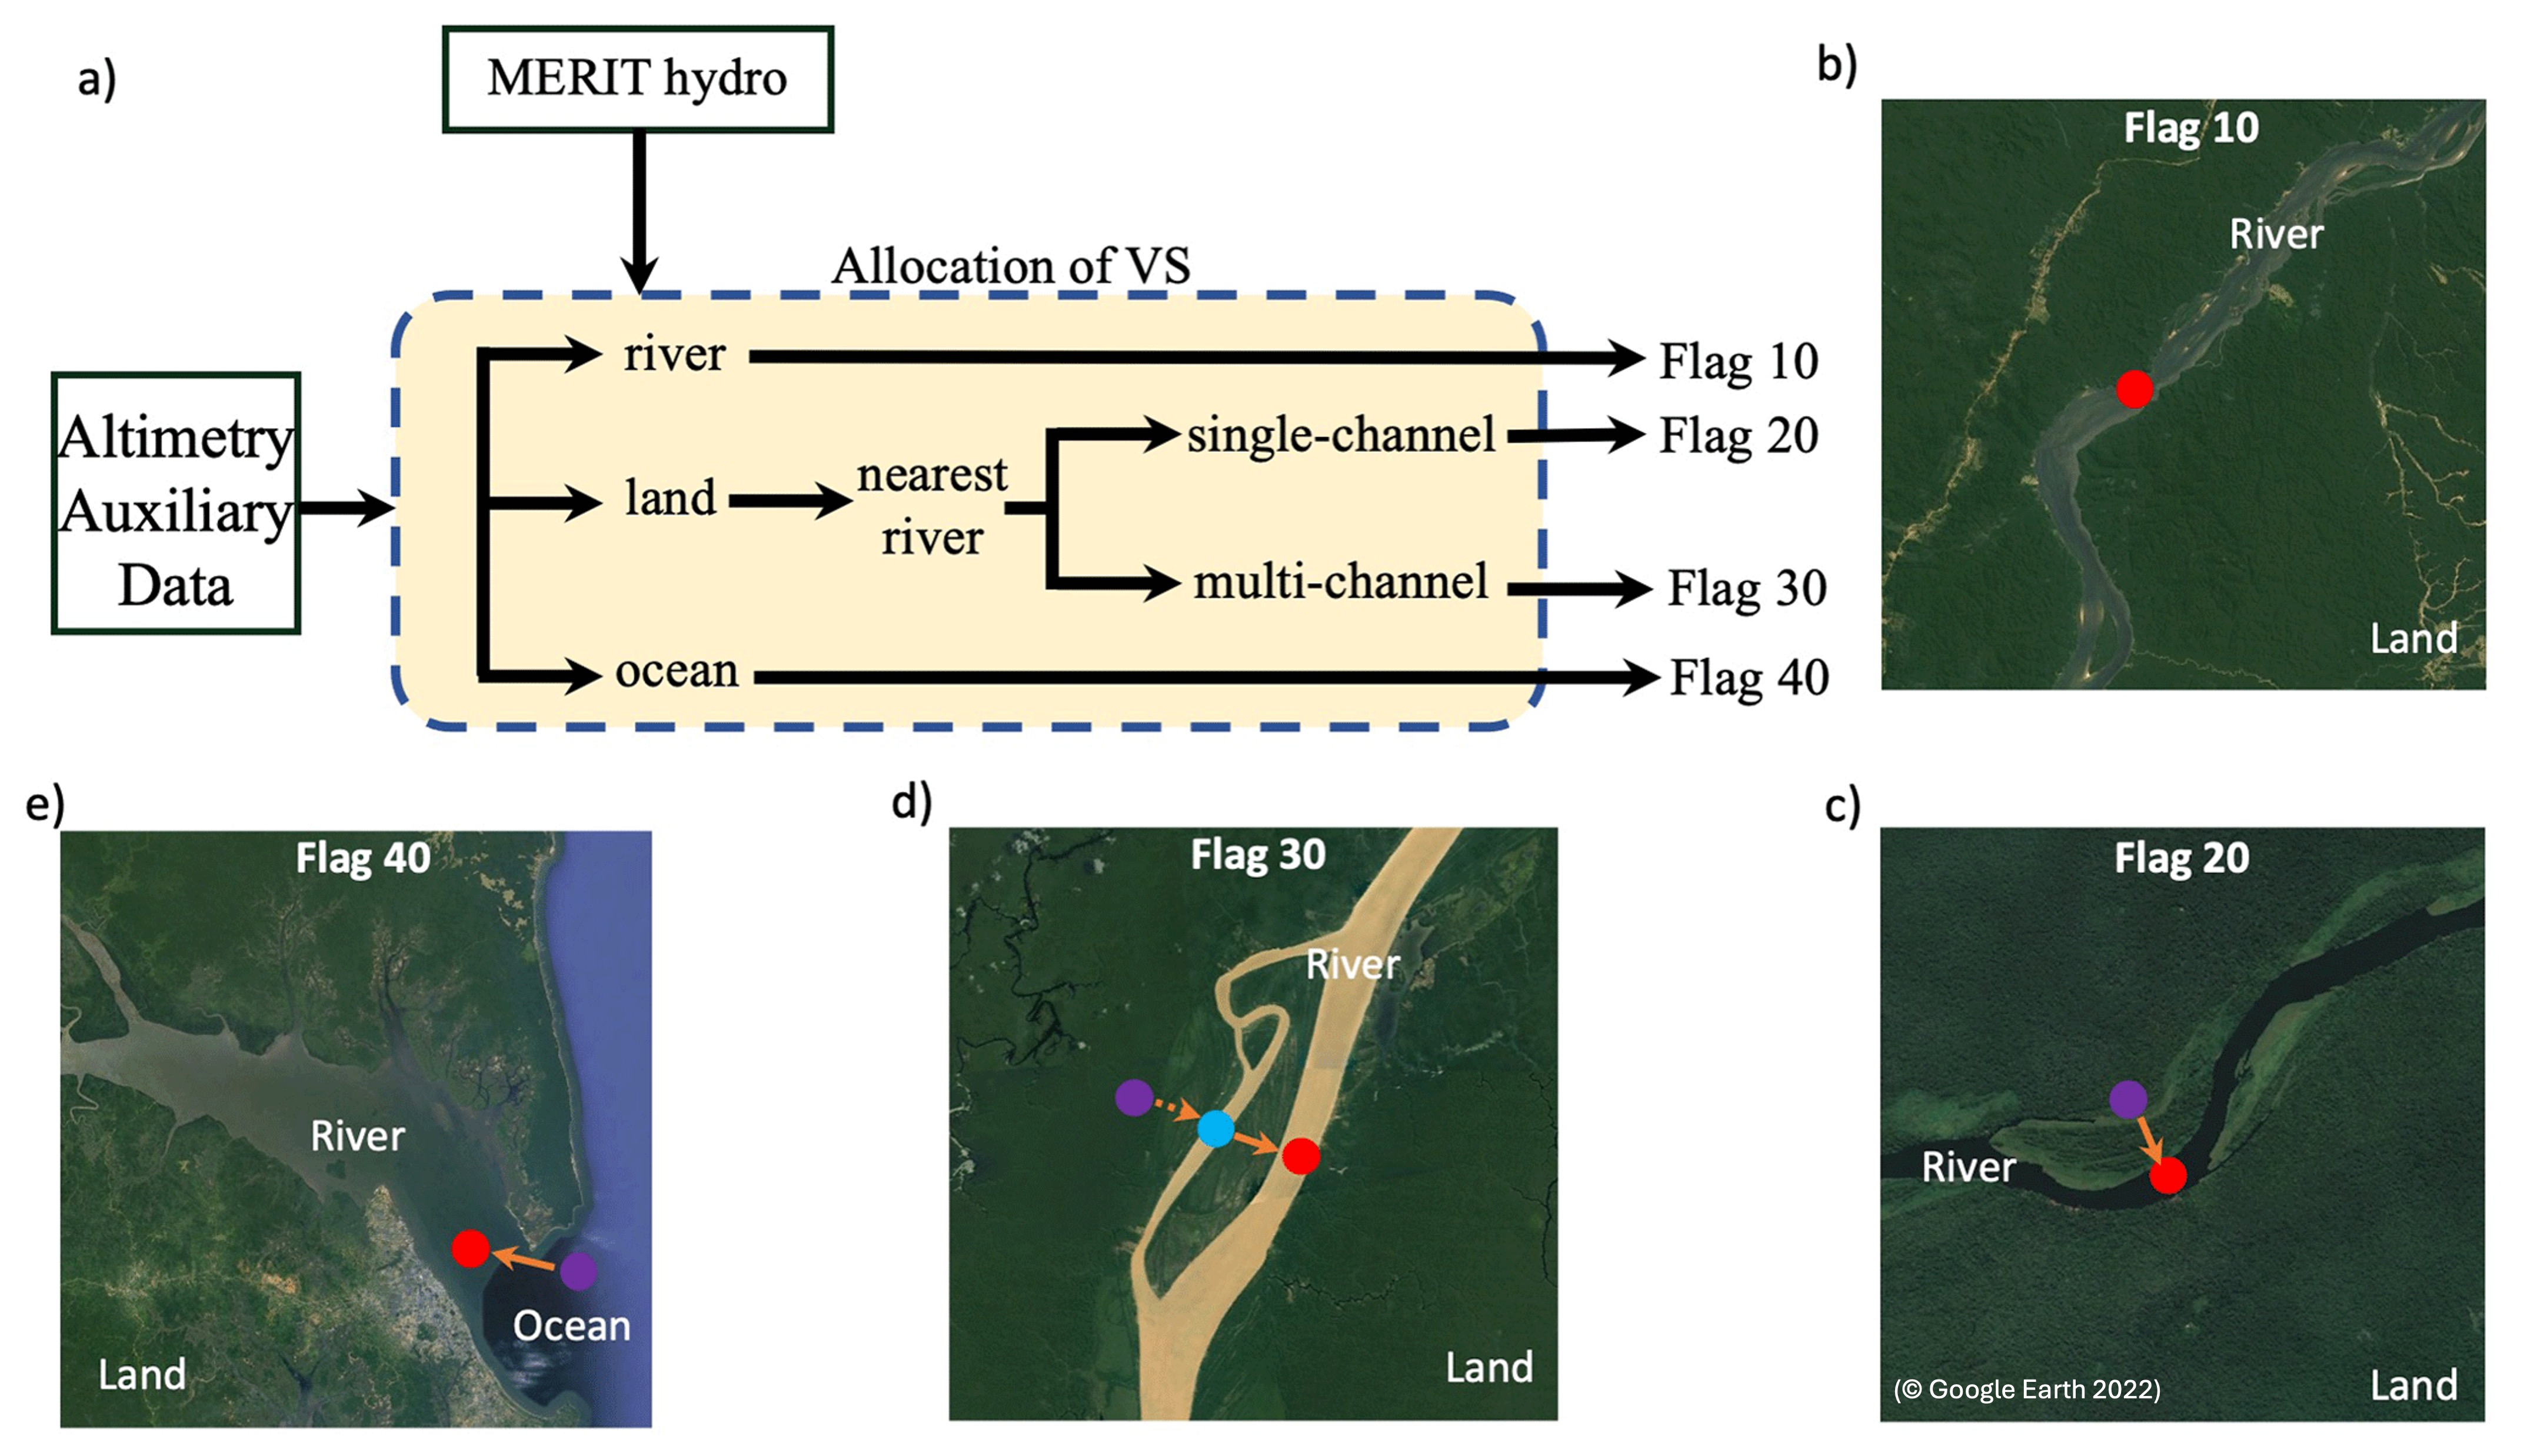 a)
MERIT hydro
Allocation of VS
Altimetry
Auxiliary
Data
river
Flag 10
land
nearest
river
single-channel
Flag 20
multi-channel
Flag 30
ocean
Flag 40
b)
Flag 10
River
Land
e)
Flag 40
River
Ocean
Land
d)
Flag 30
River
Land
c)
Flag 20
River
(© Google Earth 2022)
Land